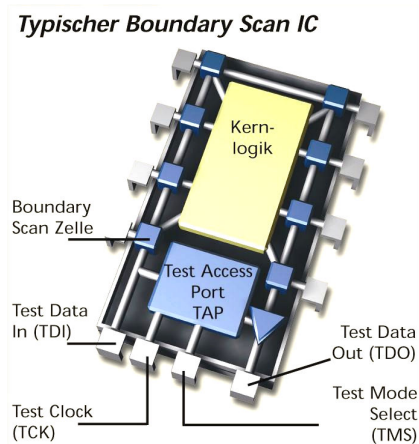 Typischer Boundary Scan IC
Kern-
logik
Boundary
Scan Zelle
Test Access
Port
TAP
Test Data
In (TDI)
Test Data
Out (TDO)
Test Clock
(TCK)
Test Mode
Select
(TMS)